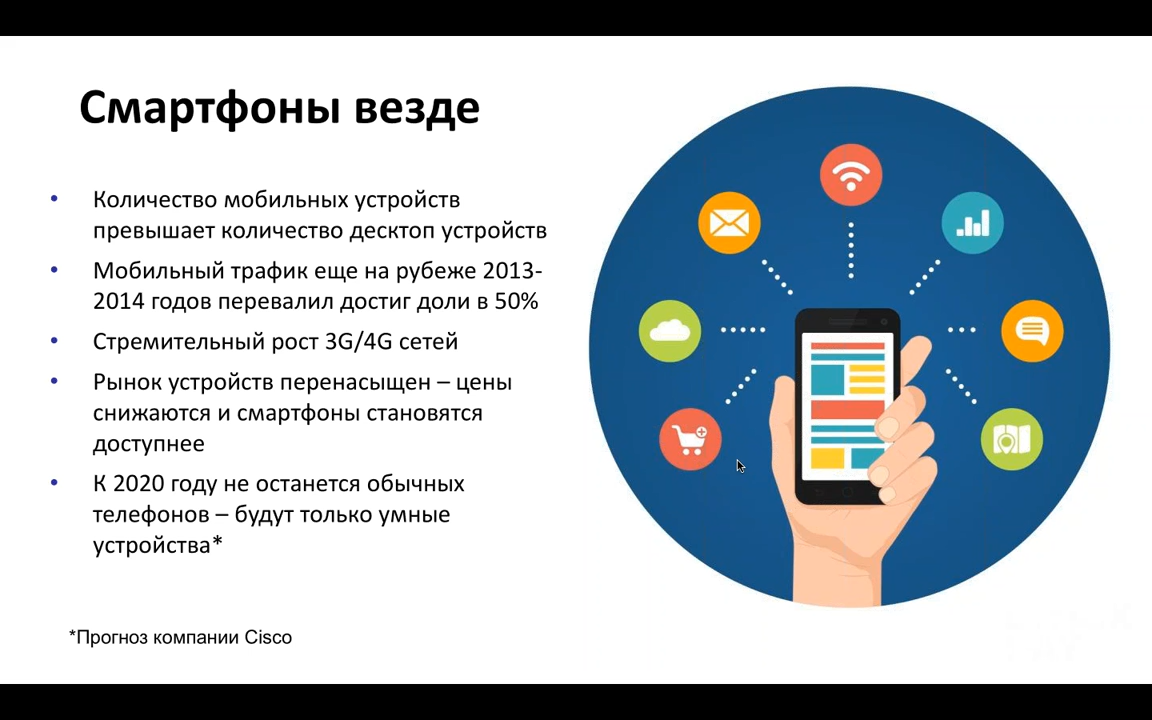 Смартфоны везде
• Количество мобильных устройств
превышает количество десктоп устройств
• Мобильный трафик еще на рубеже 2013-
2014 годов перевалил достиг доли в 50%
• Стремительный рост 3G/4G сетей
• Рынок устройств перенасыщен – цены
снижаются и смартфоны становятся
доступнее
• К 2020 году не останется обычных
телефонов – будут только умные
устройства*
*Прогноз компании Cisco